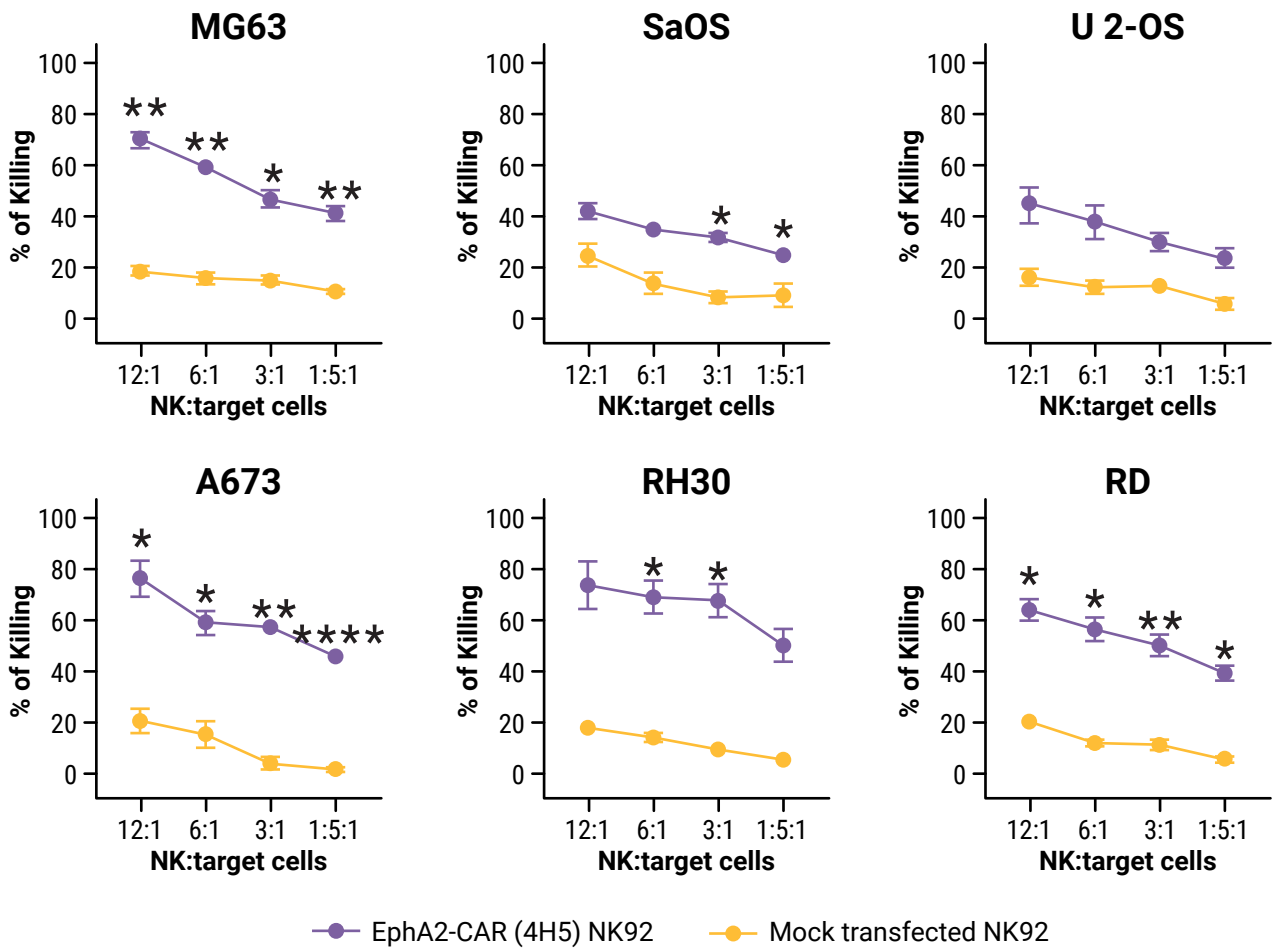 MG63
100
80
60
40
20
0
% of Killing
** ** * **
12:1 6:1 3:1 1:5:1
NK:target cells
SaOS
100
80
60
40
20
0
% of Killing
* *
12:1 6:1 3:1 1:5:1
NK:target cells
U 2-OS
100
80
60
40
20
0
% of Killing
12:1 6:1 3:1 1:5:1
NK:target cells
A673
100
80
60
40
20
0
% of Killing
* * ** ****
12:1 6:1 3:1 1:5:1
NK:target cells
RH30
100
80
60
40
20
0
% of Killing
* *
12:1 6:1 3:1 1:5:1
NK:target cells
RD
100
80
60
40
20
0
% of Killing
* * ** *
12:1 6:1 3:1 1:5:1
NK:target cells
EphA2-CAR (4H5) NK92
Mock transfected NK92